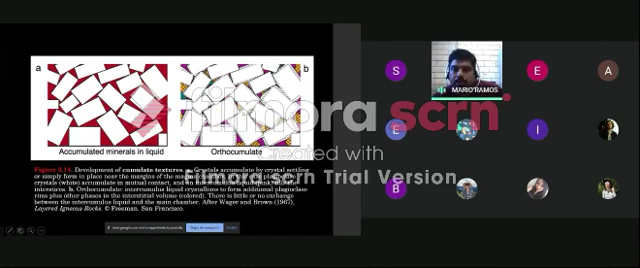 a
b
Accumulated minerals in liquid
Orthocumulate
Figure 3.14. Development of cumulate textures. a. Crystals accumulate by crystal settling
or simply form in place near the margins of the
crystals (white) accumulate in mutual contact, and an
interstices. b. Orthocumulate: intercumulus liquid crystallizes to form additional plagioclase
rims plus other phases in the interstitial volume (colored). There is little or no exchange
between the intercumulus liquid and the main chamber. After Wager and Brown (1967),
Layered Igneous Rocks. © Freeman. San Francisco.
filmora scrn
Created with
filmora scrn Trial Version
MARIO RAMOS
S
E
A
E
I
B